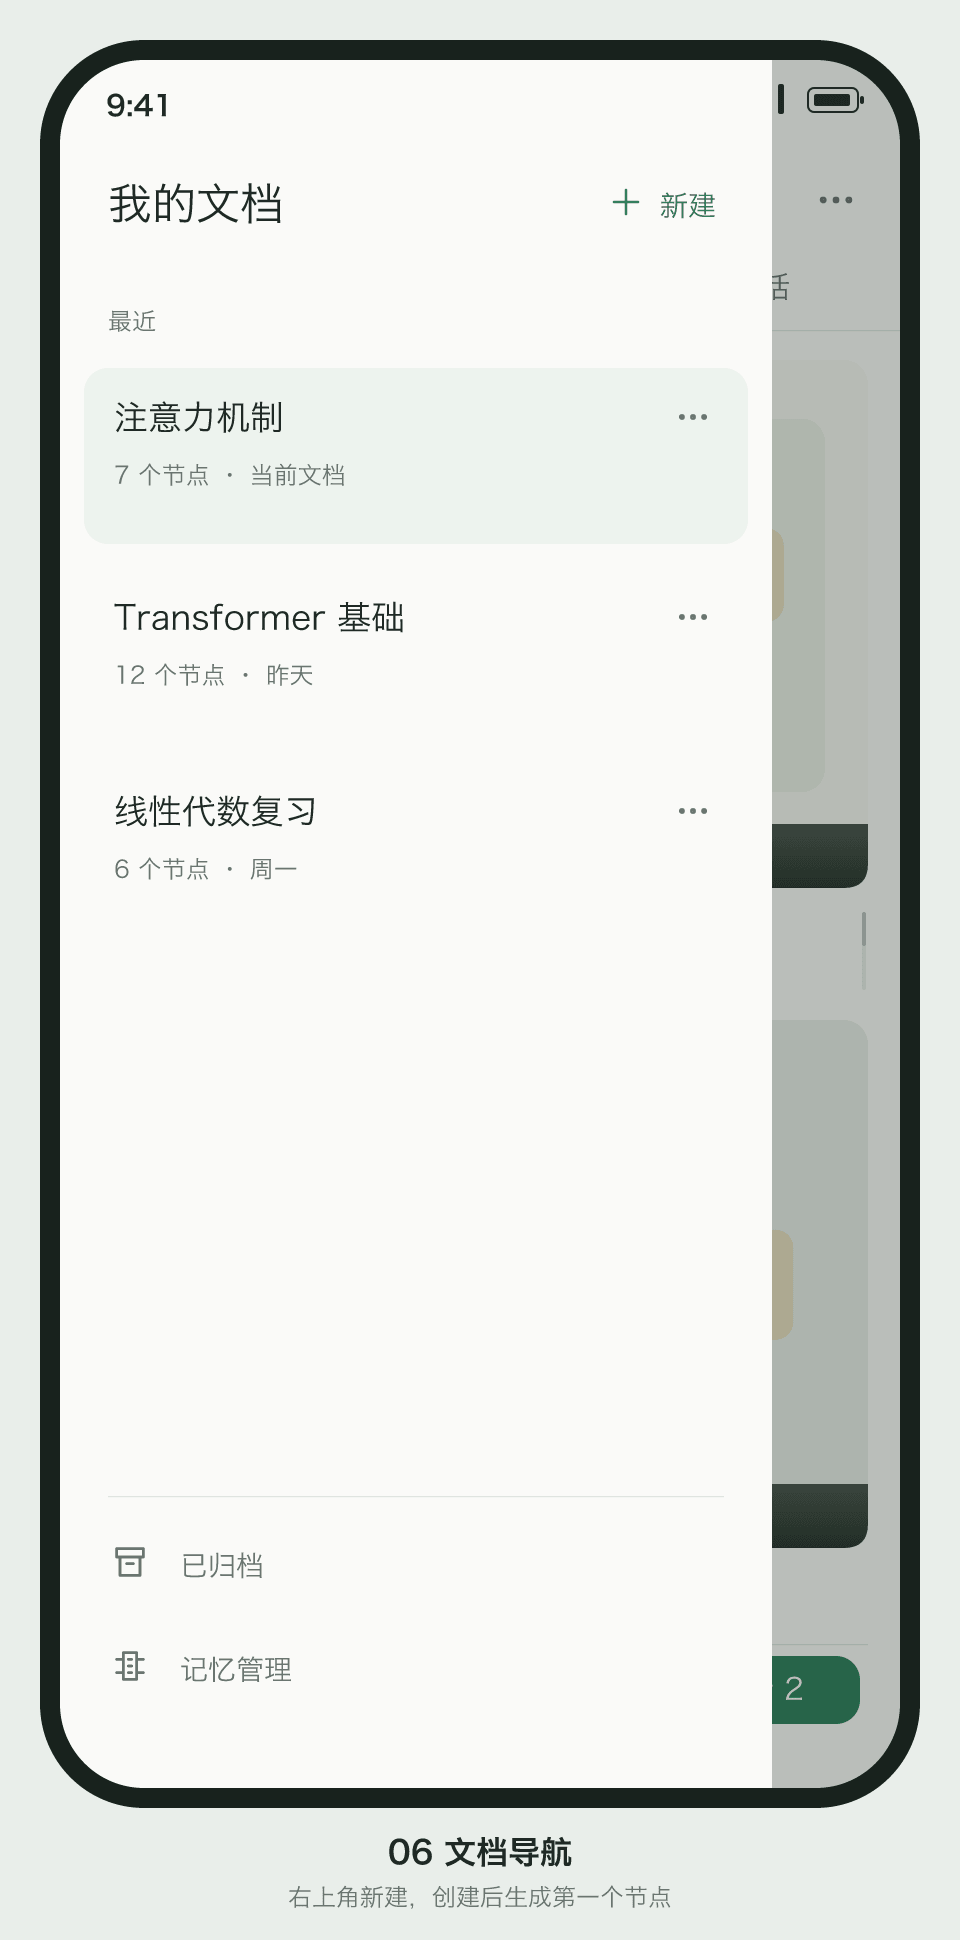 9:41
我的文档
新建
活
最近
注意力机制
7 个节点 · 当前文档
Transformer 基础
12 个节点 · 昨天
线性代数复习
6 个节点 · 周一
已归档
记忆管理
2
06 文档导航
右上角新建，创建后生成第一个节点